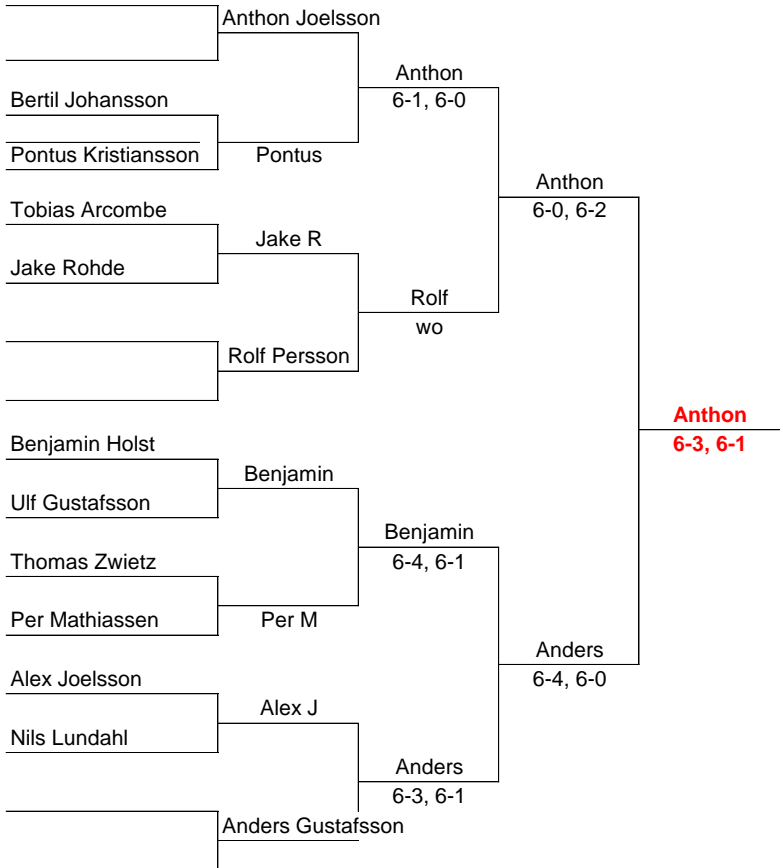 Anthon Joelsson
Anthon
6-1, 6-0
Bertil Johansson
Pontus Kristiansson
Pontus
Anthon
6-0, 6-2
Tobias Arcombe
Jake R
Jake Rohde
Rolf
wo
Rolf Persson
Anthon
6-3, 6-1
Benjamin Holst
Benjamin
Ulf Gustafsson
Benjamin
6-4, 6-1
Thomas Zwietz
Per Mathiassen
Per M
Anders
6-4, 6-0
Alex Joelsson
Alex J
Nils Lundahl
Anders
6-3, 6-1
Anders Gustafsson